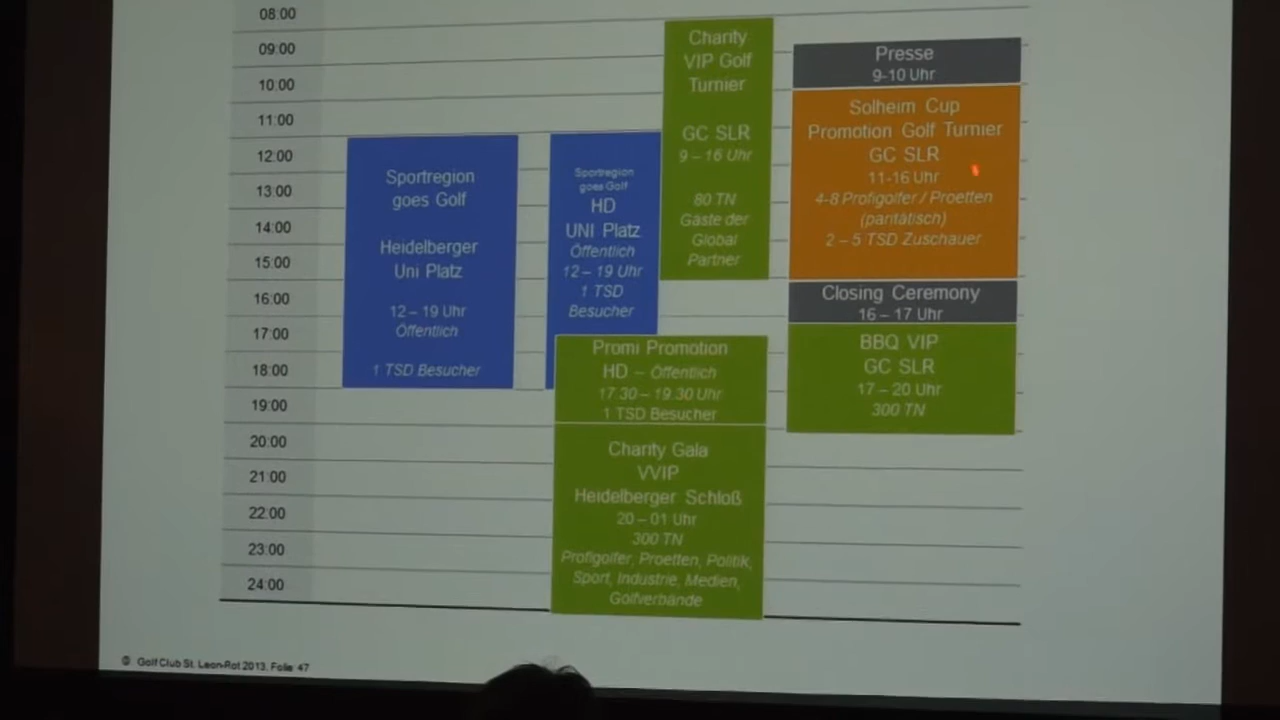 08:00
09:00
10:00
11:00
12:00
13:00
14:00
15:00
16:00
17:00
18:00
19:00
20:00
21:00
22:00
23:00
24:00
Sportregion
goes Golf
Heidelberger
Uni Platz
12 – 19 Uhr
Öffentlich
1 TSD Besucher
Sportregion
goes Golf
HD
UNI Platz
Öffentlich
12 – 19 Uhr
1 TSD
Besucher
Charity
VIP Golf
Turnier
GC SLR
9 – 16 Uhr
80 TN
Gäste der
Global
Partner
Promi Promotion
HD – Öffentlich
17.30 – 19.30 Uhr
1 TSD Besucher
Charity Gala
VVIP
Heidelberger Schloß
20 – 01 Uhr
300 TN
Profigolfer, Proetten, Politik,
Sport, Industrie, Medien,
Golfverbände
Presse
9-10 Uhr
Solheim Cup
Promotion Golf Turnier
GC SLR
11-16 Uhr
4-8 Profigolfer / Proetten
(paritätisch)
2 – 5 TSD Zuschauer
Closing Ceremony
16 – 17 Uhr
BBQ VIP
GC SLR
17 – 20 Uhr
300 TN
© Golf Club St. Leon-Rot 2013, Folie 47